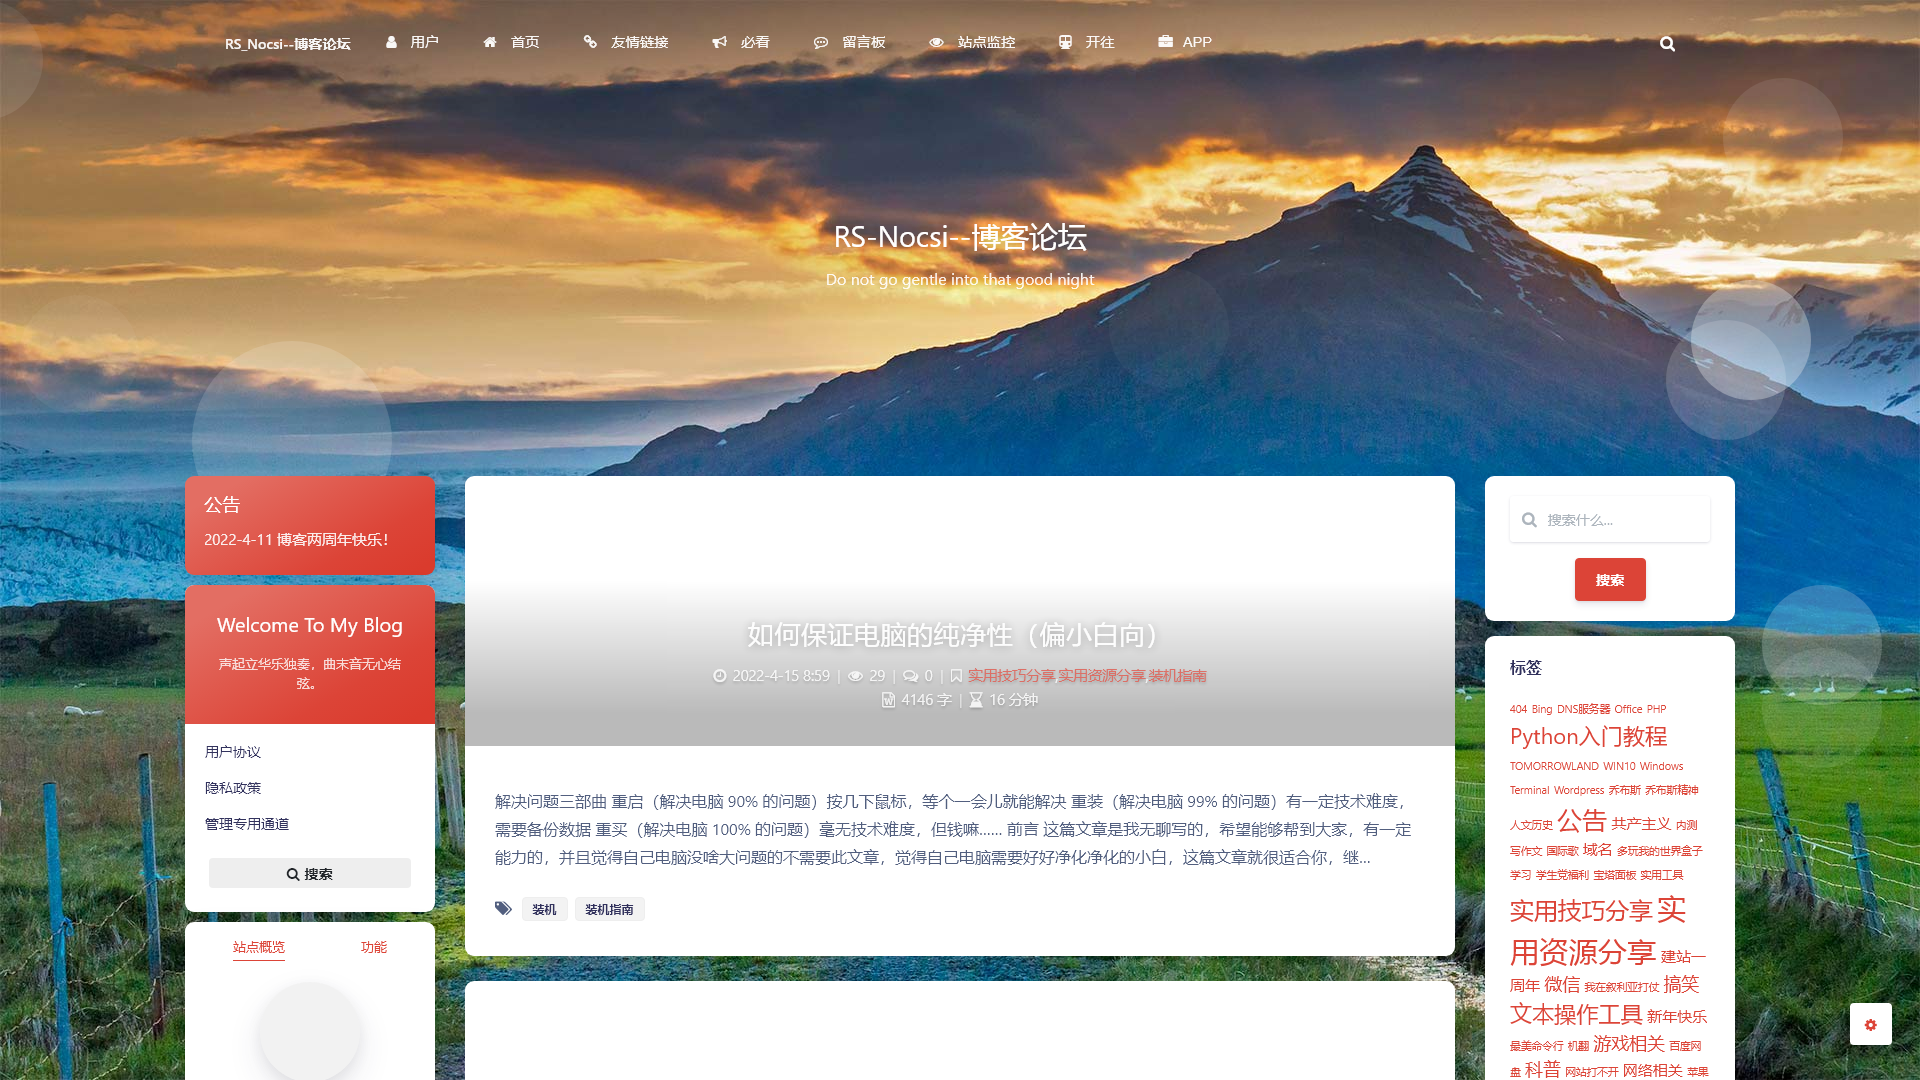 RS_Nocsi--博客论坛
用户
首页
友情链接
必看
留言板
站点监控
开往
APP
RS-Nocsi--博客论坛
Do not go gentle into that good night
公告
2022-4-11 博客两周年快乐！
Welcome To My Blog
声起立华乐独奏，曲末音无心结
弦。
用户协议
隐私政策
管理专用通道
搜索
站点概览 功能
如何保证电脑的纯净性（偏小白向）
2022-4-15 8:59 | 29 | 0 | 实用技巧分享,实用资源分享,装机指南
4146 字 | 16 分钟
解决问题三部曲 重启（解决电脑 90% 的问题）按几下鼠标，等个一会儿就能解决 重装（解决电脑 99% 的问题）有一定技术难度，
需要备份数据 重买（解决电脑 100% 的问题）毫无技术难度，但钱嘛…… 前言 这篇文章是我无聊写的，希望能够帮到大家，有一定
能力的，并且觉得自己电脑没啥大问题的不需要此文章，觉得自己电脑需要好好净化净化的小白，这篇文章就很适合你，继...
装机 装机指南
搜索什么...
搜索
标签
404 Bing DNS服务器 Office PHP
Python入门教程
TOMORROWLAND WIN10 Windows
Terminal Wordpress 乔布斯 乔布斯精神
人文历史 公告 共产主义 内测
写作文 国际歌 域名 多玩我的世界盒子
学习 学生党福利 宝塔面板 实用工具
实用技巧分享 实
用资源分享 建站一
周年 微信 我在叙利亚打仗 搞笑
文本操作工具 新年快乐
最美命令行 机翻 游戏相关 百度网
盘 科普 网站打不开 网络相关 苹果